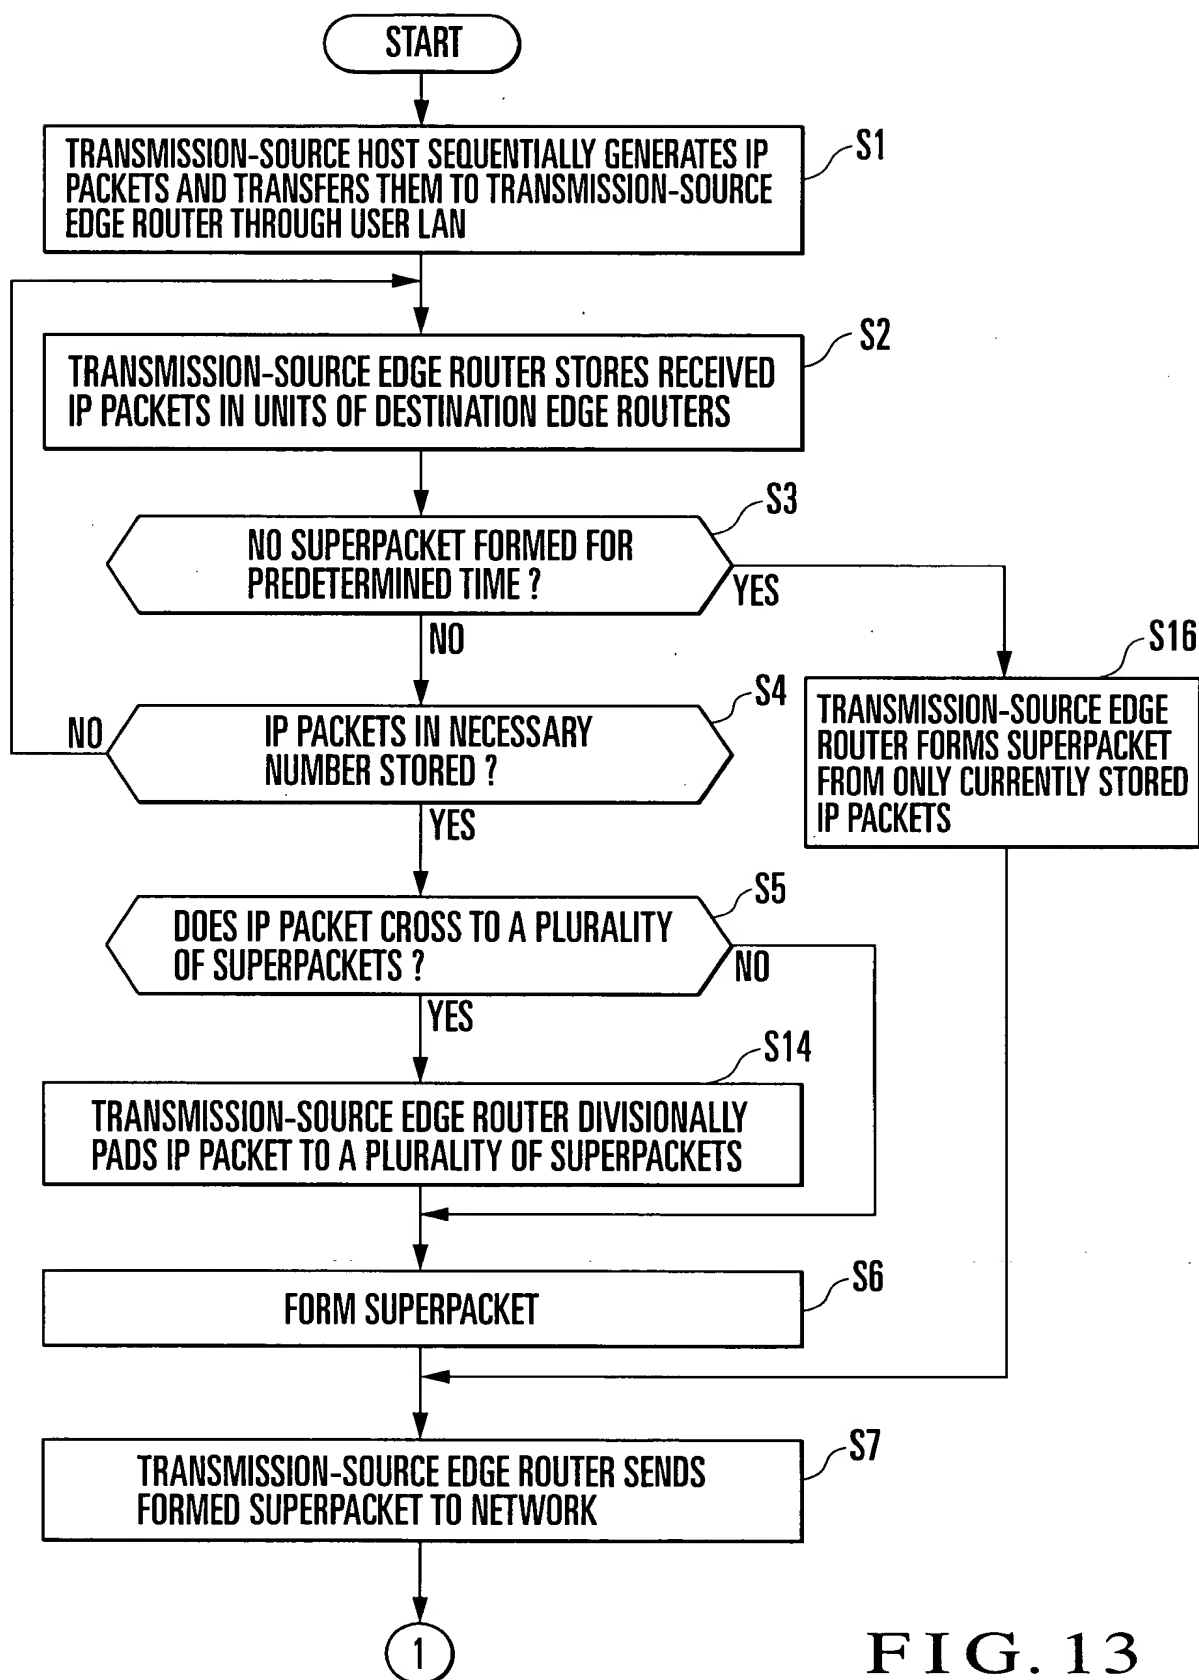 START
S1
TRANSMISSION-SOURCE HOST SEQUENTIALLY GENERATES IP
PACKETS AND TRANSFERS THEM TO TRANSMISSION-SOURCE
EDGE ROUTER THROUGH USER LAN
S2
TRANSMISSION-SOURCE EDGE ROUTER STORES RECEIVED
IP PACKETS IN UNITS OF DESTINATION EDGE ROUTERS
S3
NO SUPERPACKET FORMED FOR
PREDETERMINED TIME ?
YES
NO
S16
TRANSMISSION-SOURCE EDGE
ROUTER FORMS SUPERPACKET
FROM ONLY CURRENTLY STORED
IP PACKETS
S4
NO
IP PACKETS IN NECESSARY
NUMBER STORED ?
YES
S5
DOES IP PACKET CROSS TO A PLURALITY
OF SUPERPACKETS ?
NO
YES
S14
TRANSMISSION-SOURCE EDGE ROUTER DIVISIONALLY
PADS IP PACKET TO A PLURALITY OF SUPERPACKETS
S6
FORM SUPERPACKET
S7
TRANSMISSION-SOURCE EDGE ROUTER SENDS
FORMED SUPERPACKET TO NETWORK
1
FIG. 13